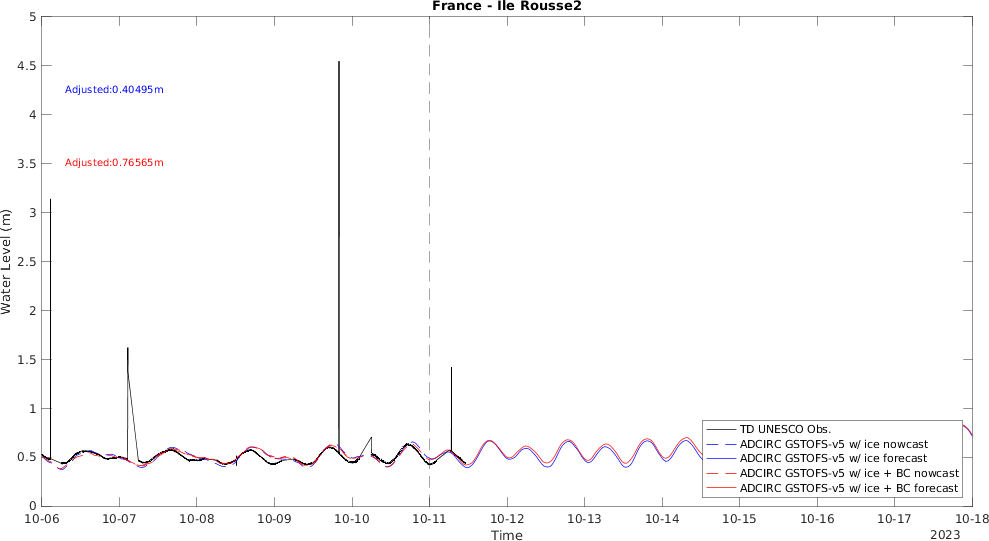 France - Ile Rousse2
5
4.5
4
3.5
3
2.5
2
1.5
1
0.5
0
Water Level (m)
Adjusted:0.40495m
Adjusted:0.76565m
TD UNESCO Obs.
ADCIRC GSTOFS-v5 w/ ice nowcast
ADCIRC GSTOFS-v5 w/ ice forecast
ADCIRC GSTOFS-v5 w/ ice + BC nowcast
ADCIRC GSTOFS-v5 w/ ice + BC forecast
10-06 10-07 10-08 10-09 10-10 10-11 10-12 10-13 10-14 10-15 10-16 10-17 10-18
Time
2023